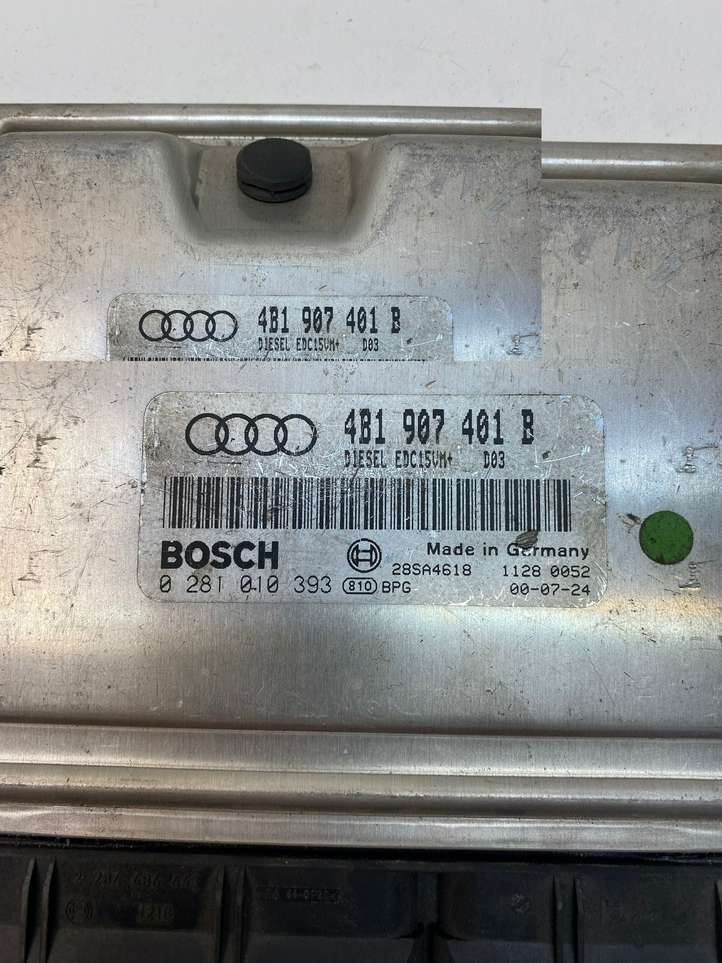 4B1 907 401 B
DIESEL EDC15VM+ D03
4B1 907 401 B
DIESEL EDC15VM+ D03
BOSCH
Made in Germany
28SA4618 1128 0052
0 281 010 393 810 BPG 00-07-24